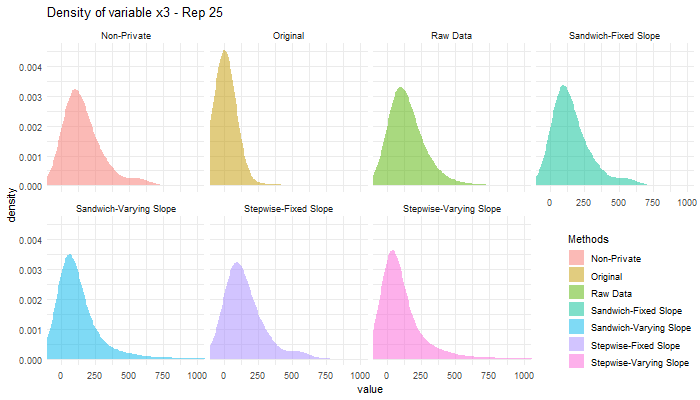 Density of variable x3 - Rep 25
Non-Private Original Raw Data Sandwich-Fixed Slope
0.004
0.003
0.002
0.001
0.000
0 250 500 750 1000
Sandwich-Varying Slope Stepwise-Fixed Slope Stepwise-Varying Slope
0.004
0.003
0.002
0.001
0.000
0 250 500 750 1000 0 250 500 750 1000 0 250 500 750 1000
density
value
Methods
Non-Private
Original
Raw Data
Sandwich-Fixed Slope
Sandwich-Varying Slope
Stepwise-Fixed Slope
Stepwise-Varying Slope